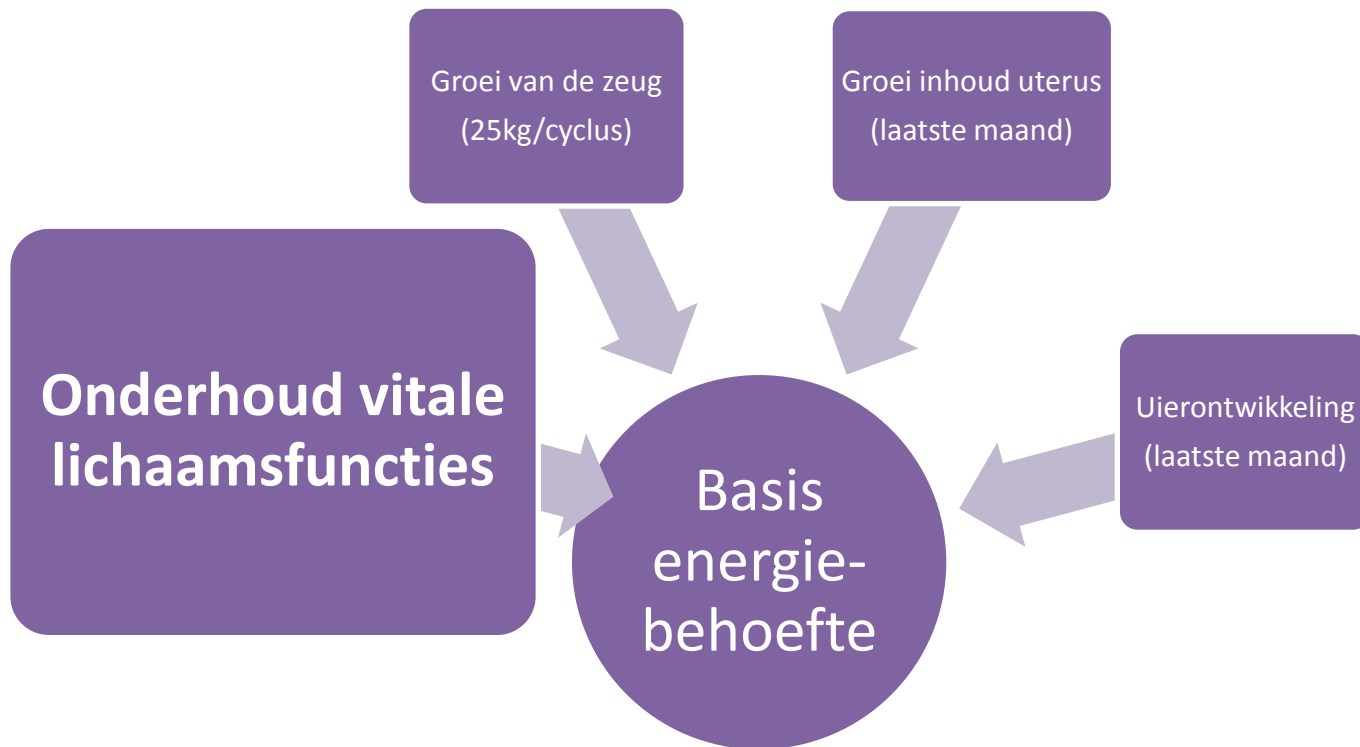 Groei van de zeug
(25kg/cyclus)
Groei inhoud uterus
(laatste maand)
Onderhoud vitale
lichaamsfuncties
Uierontwikkeling
(laatste maand)
Basis
energie-
behoefte